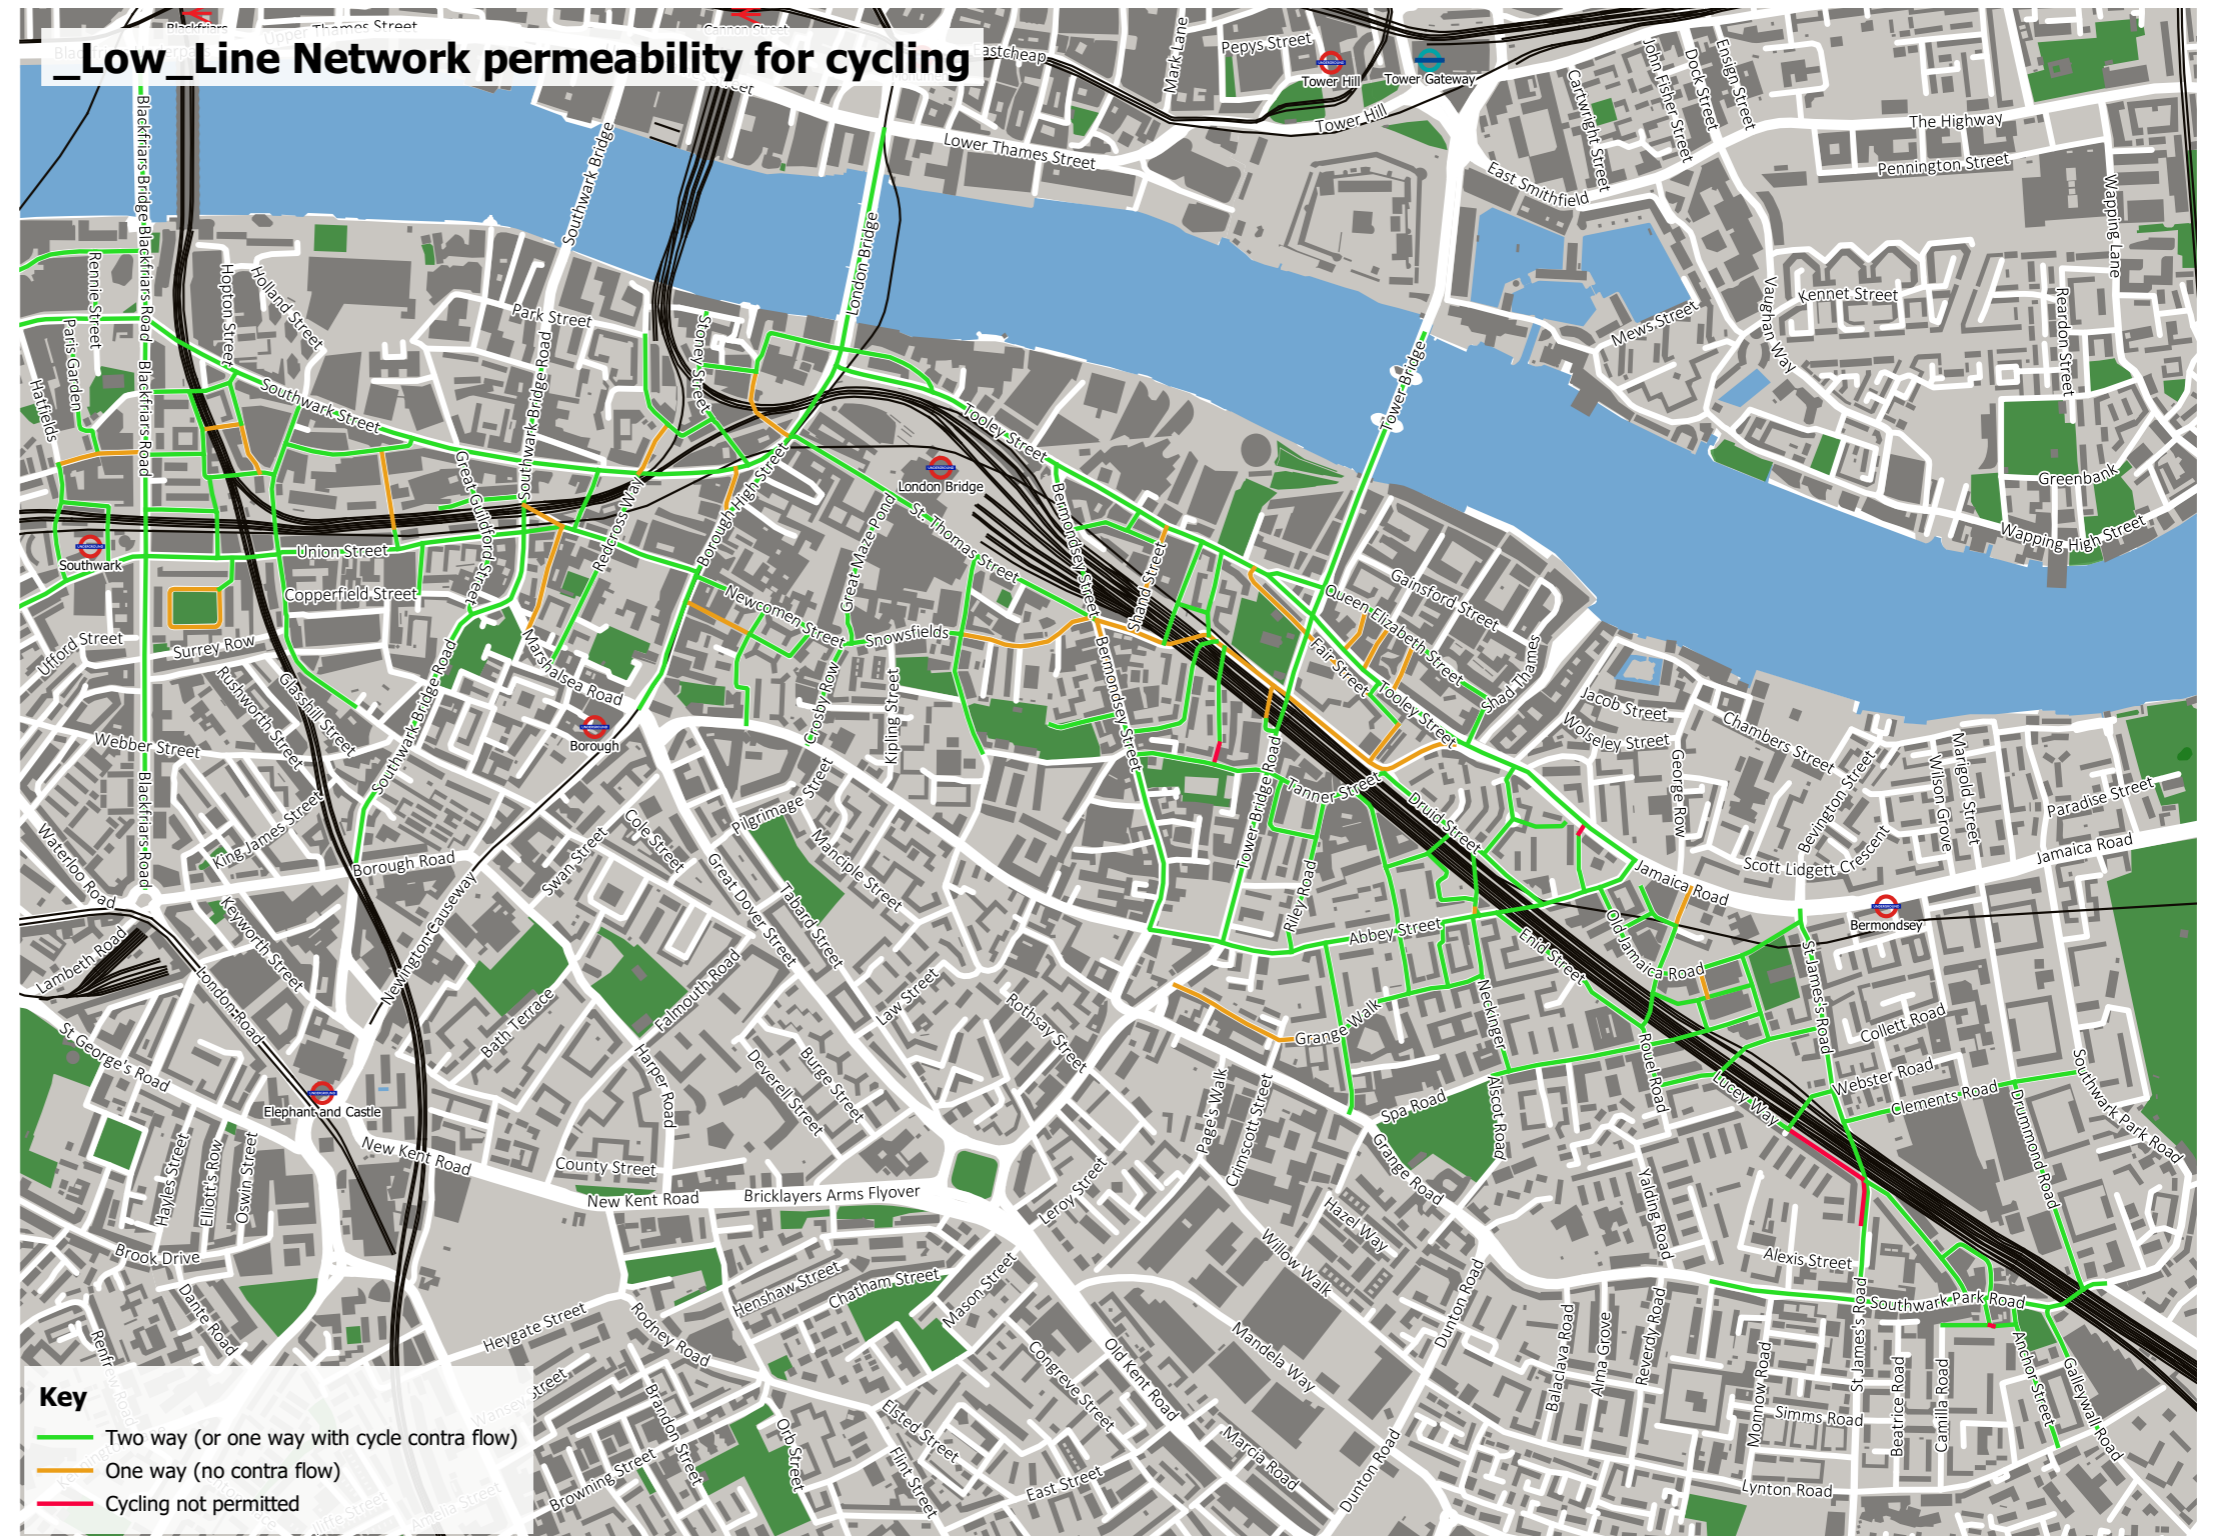 Blackfriars
Upper Thames Street
Cannon Street
_Low_Line Network permeability for cycling
Eastcheap
Mark Lane
Pepys Street
Tower Hill
Tower Gateway
Tower Hill
Lower Thames Street
Cartwright Street
John Fisher Street
Dock Street
Ensign Street
The Highway
Pennington Street
East Smithfield
Wapping Lane
Vaughan Way
Kennet Street
Mews Street
Reardon Street
Greenbank
Wapping High Street
Blackfriars Bridge
Southwark Bridge
London Bridge
Tower Bridge
Blackfriars Road
Rennie Street
Paris Garden
Hatfields
Hopton Street
Holland Street
Park Street
Stoney Street
Southwark Street
Southwark Bridge Road
Blackfriars Road
Great Guildford Street
Redcross Way
Borough High Street
Tooley Street
London Bridge
St. Thomas Street
Great Maze Pond
Bermondsey Street
Shand Street
Southwark
Union Street
Copperfield Street
Newcomen Street
Snowsfields
Queen Elizabeth Street
Gainsford Street
Fair Street
Shad Thames
Ufford Street
Surrey Row
Rushworth Street
Glasshill Street
Marshalsea Road
Borough
Crosby Row
Kipling Street
Bermondsey Street
Tooley Street
Jacob Street
Wolseley Street
George Row
Chambers Street
Bevington Street
Wilson Grove
Marigold Street
Paradise Street
Webber Street
Blackfriars Road
Southwark Bridge Road
King James Street
Waterloo Road
Borough Road
Swan Street
Cole Street
Pilgrimage Street
Manciple Street
Tower Bridge Road
Tanner Street
Druid Street
Riley Road
Jamaica Road
Scott Lidgett Crescent
Jamaica Road
Bermondsey
Lambeth Road
Keyworth Street
London Road
Newington Causeway
Great Dover Street
Tabard Street
Falmouth Road
Law Street
Rothsay Street
Abbey Street
Enid Street
Old Jamaica Road
St James's Road
Collett Road
Neckinger
Grange Walk
St George's Road
Bath Terrace
Harper Road
Deverell Street
Burge Street
Page's Walk
Crimscott Street
Spa Road
Alscot Road
Rouel Road
Lucey Way
Webster Road
Clements Road
Drummond Road
Southwark Park Road
Elephant and Castle
New Kent Road
County Street
New Kent Road
Bricklayers Arms Flyover
Leroy Street
Grange Road
Hazel Way
Willow Walk
Yalding Road
Alexis Street
Southwark Park Road
Hayles Street
Elliott's Row
Oswin Street
Brook Drive
Dante Road
Heygate Street
Rodney Road
Henshaw Street
Chatham Street
Mason Street
Congreve Street
Old Kent Road
Mandela Way
Dunton Road
Balaclava Road
Alma Grove
Reverdy Road
Monnow Road
St James's Road
Simms Road
Beatrice Road
Camilla Road
Anchor Street
Galleywall Road
Lynton Road
Brandon Street
Browning Street
Orb Street
Elsted Street
Flint Street
East Street
Marcia Road
Dunton Road
Key
Two way (or one way with cycle contra flow)
One way (no contra flow)
Cycling not permitted